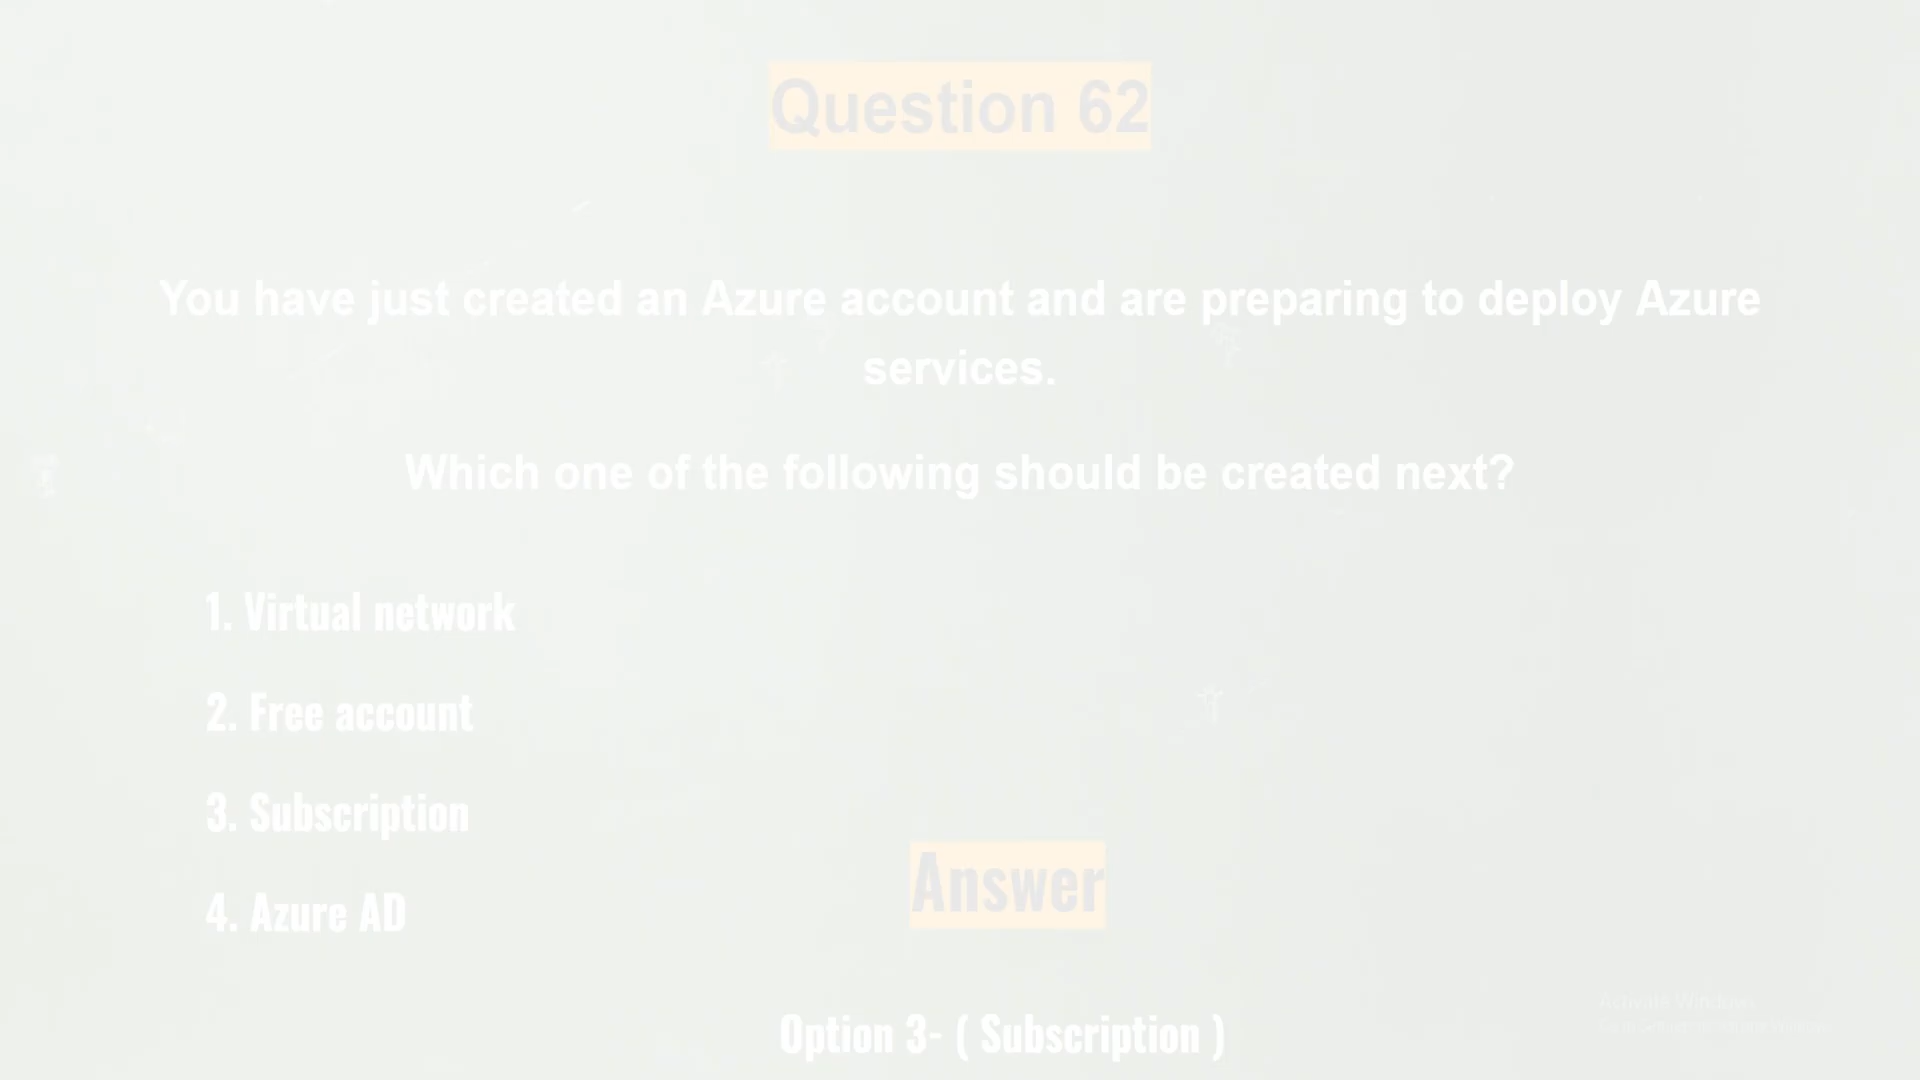 Question 62
You have just created an Azure account and are preparing to deploy Azure
services.
Which one of the following should be created next?
1. Virtual network
2. Free account
3. Subscription
4. Azure AD
Answer
Option 3- ( Subscription )
Activate Windows